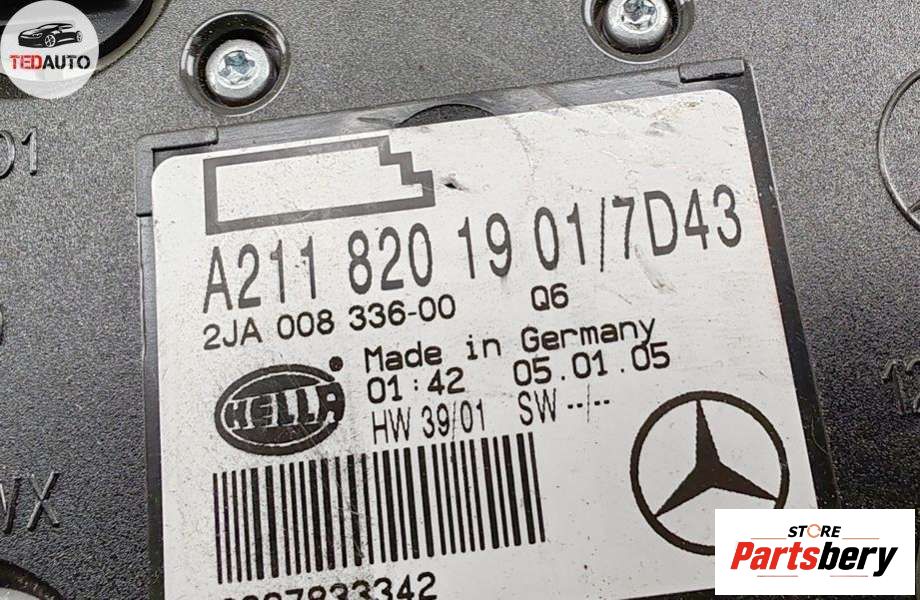 TEDAUTO
01
A211 820 19 01/7D43
2JA 008 336-00 Q6
Made in Germany
01:42 05.01.05
HELLA
HW 39/01 SW --/--
STORE
Partsbery